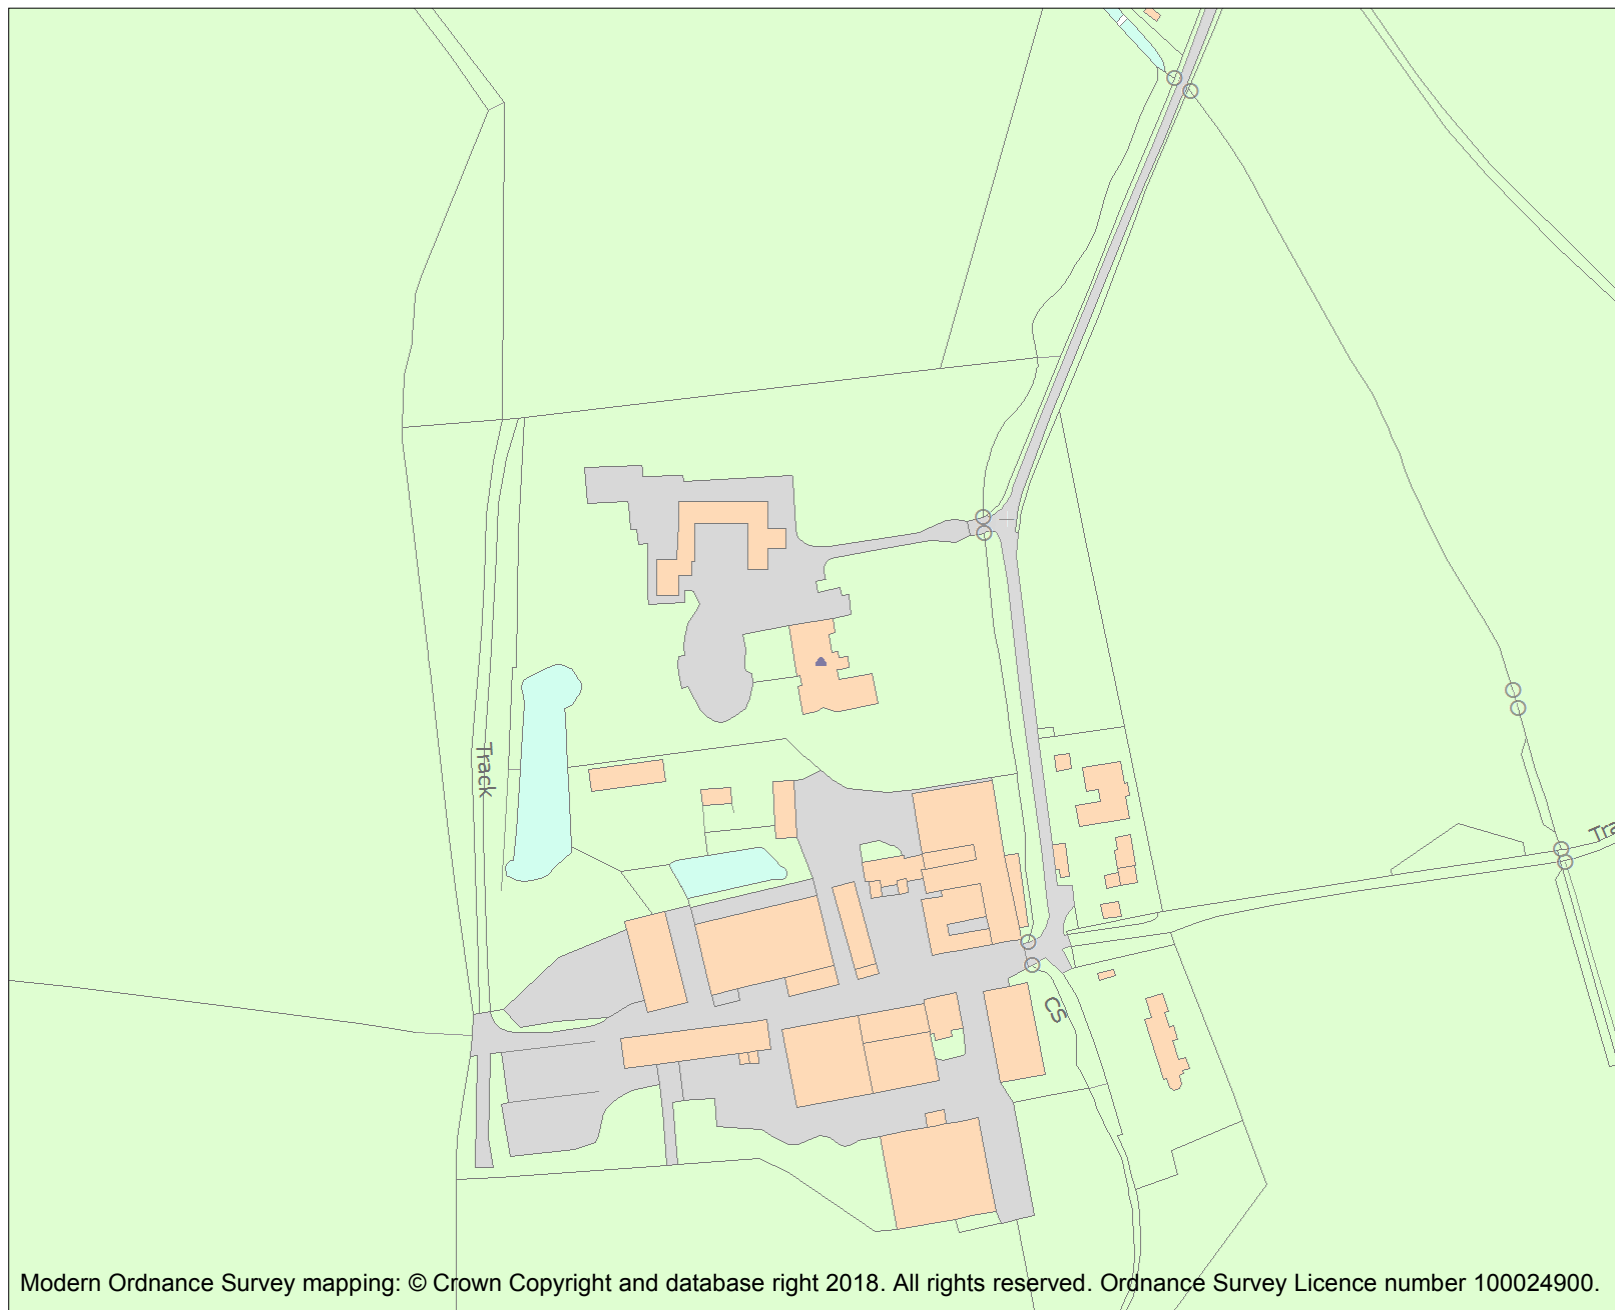 Track
Tra
CS
Modern Ordnance Survey mapping: © Crown Copyright and database right 2018. All rights reserved. Ordnance Survey Licence number 100024900.